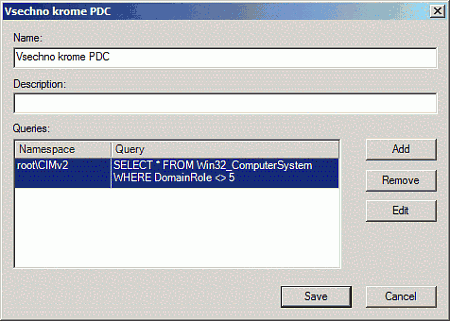 Vsechno krome PDC
Name:
Vsechno krome PDC
Description:
Queries:
Namespace Query
root\CIMv2 SELECT * FROM Win32_ComputerSystem
WHERE DomainRole <> 5
Add
Remove
Edit
Save Cancel